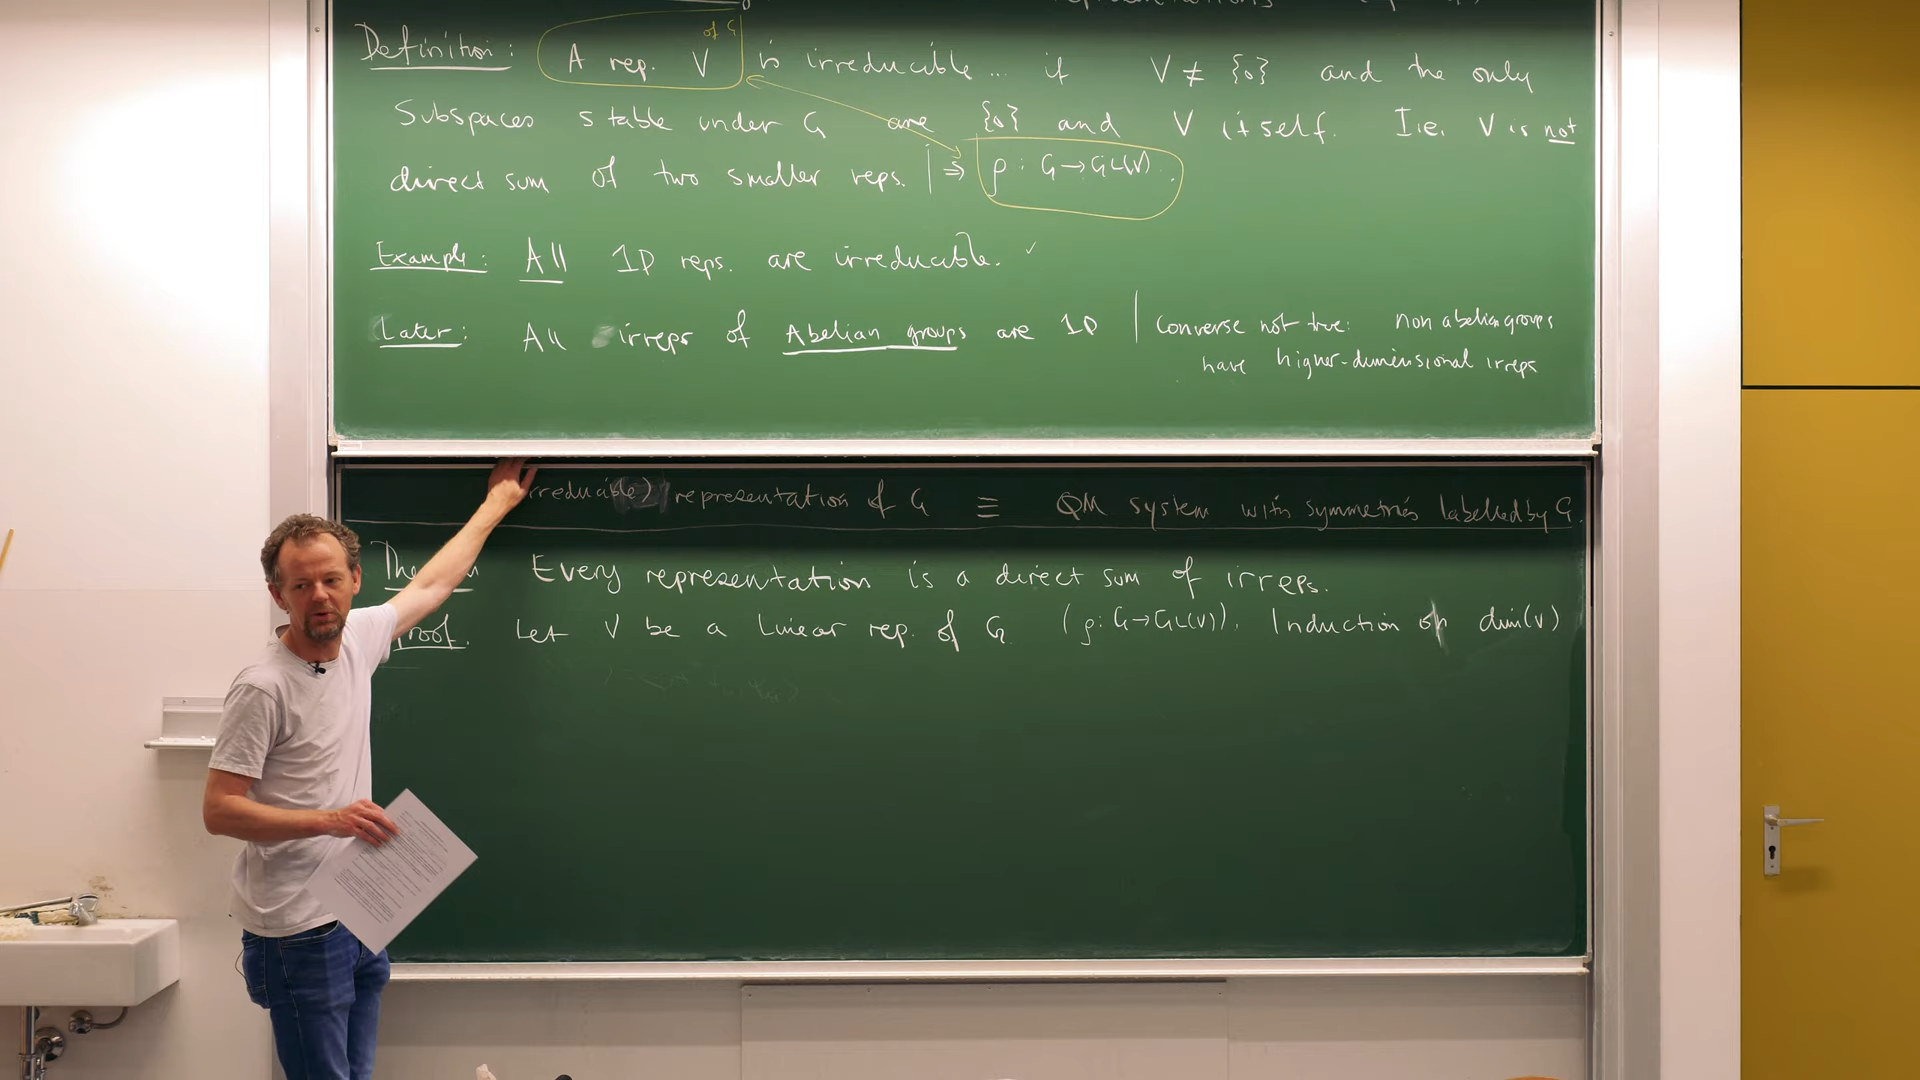 of G
Definition: A rep. V is irreducible... if V ≠ {0} and the only
Subspaces stable under G are {0} and V itself. I.e. V is not
direct sum of two smaller reps. | ⇒ ρ: G→GL(V).
Example: All 1D reps. are irreducible. ✓
Later: All irreps of Abelian groups are 1D | Converse not true: non abelian groups
have higher-dimensional irreps
representation of G ≡ QM system with symmetries labelled by G.
Every representation is a direct sum of irreps.
Proof. Let V be a linear rep. of G. (ρ: G→GL(V)). Induction on dim(V)